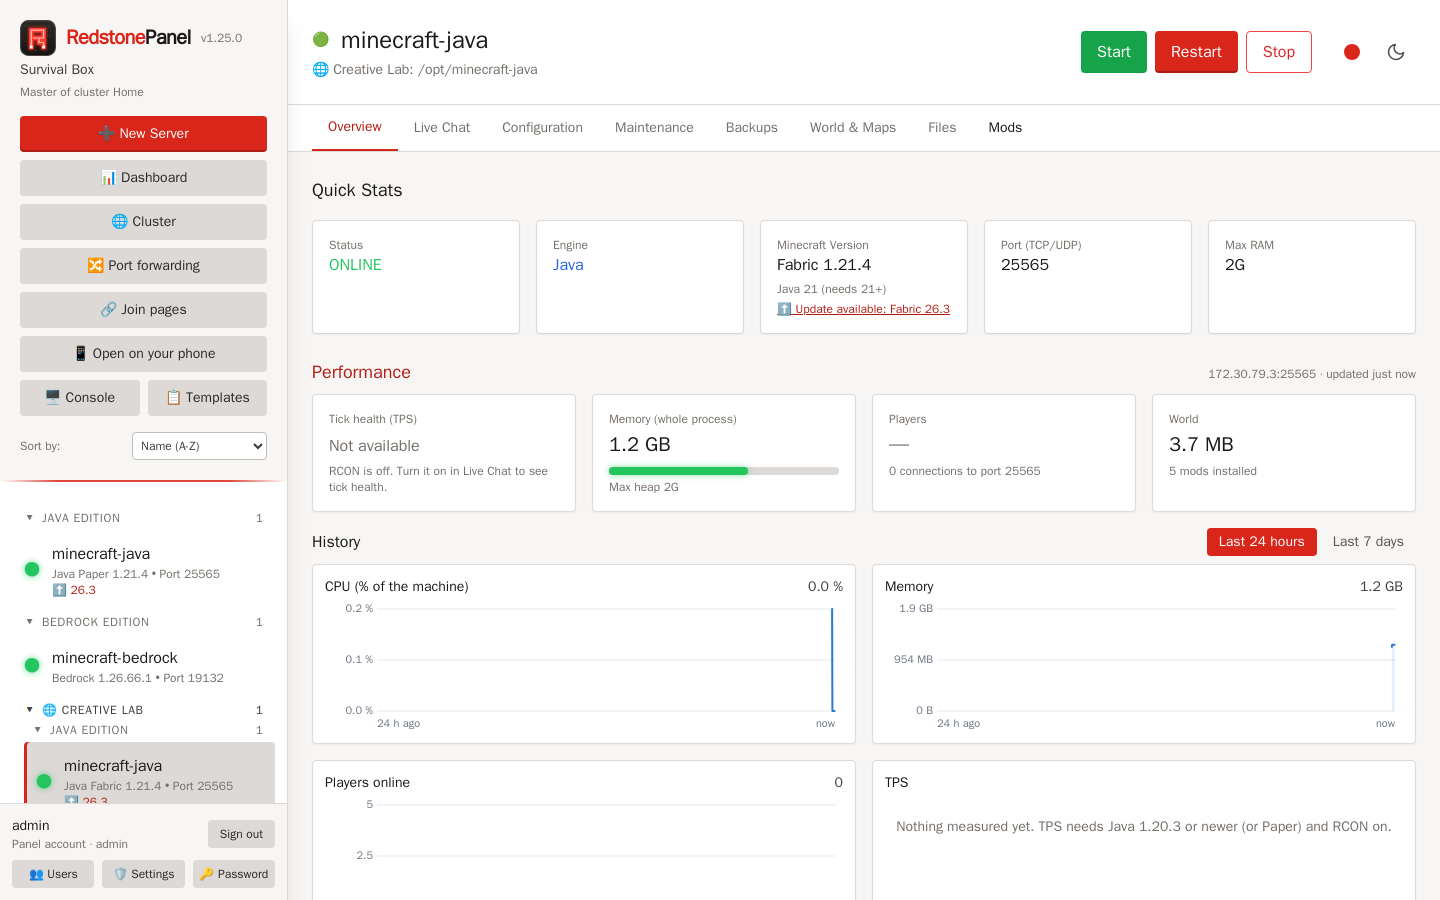 RedstonePanel v1.25.0
Survival Box
Master of cluster Home
New Server
Dashboard
Cluster
Port forwarding
Join pages
Open on your phone
Console
Templates
Sort by:
Name (A-Z)
JAVA EDITION 1
minecraft-java
Java Paper 1.21.4 • Port 25565
26.3
BEDROCK EDITION 1
minecraft-bedrock
Bedrock 1.26.66.1 • Port 19132
CREATIVE LAB 1
JAVA EDITION 1
minecraft-java
Java Fabric 1.21.4 • Port 25565
26.3
admin
Panel account · admin
Sign out
Users
Settings
Password
minecraft-java
Creative Lab: /opt/minecraft-java
Start
Restart
Stop
Overview
Live Chat
Configuration
Maintenance
Backups
World & Maps
Files
Mods
Quick Stats
Status
ONLINE
Engine
Java
Minecraft Version
Fabric 1.21.4
Java 21 (needs 21+)
Update available: Fabric 26.3
Port (TCP/UDP)
25565
Max RAM
2G
Performance
172.30.79.3:25565 · updated just now
Tick health (TPS)
Not available
RCON is off. Turn it on in Live Chat to see
tick health.
Memory (whole process)
1.2 GB
Max heap 2G
Players
—
0 connections to port 25565
World
3.7 MB
5 mods installed
History
Last 24 hours
Last 7 days
CPU (% of the machine)
0.0 %
0.2 %
0.1 %
0.0 %
24 h ago
now
Memory
1.2 GB
1.9 GB
954 MB
0 B
24 h ago
now
Players online
0
5
2.5
TPS
Nothing measured yet. TPS needs Java 1.20.3 or newer (or Paper) and RCON on.